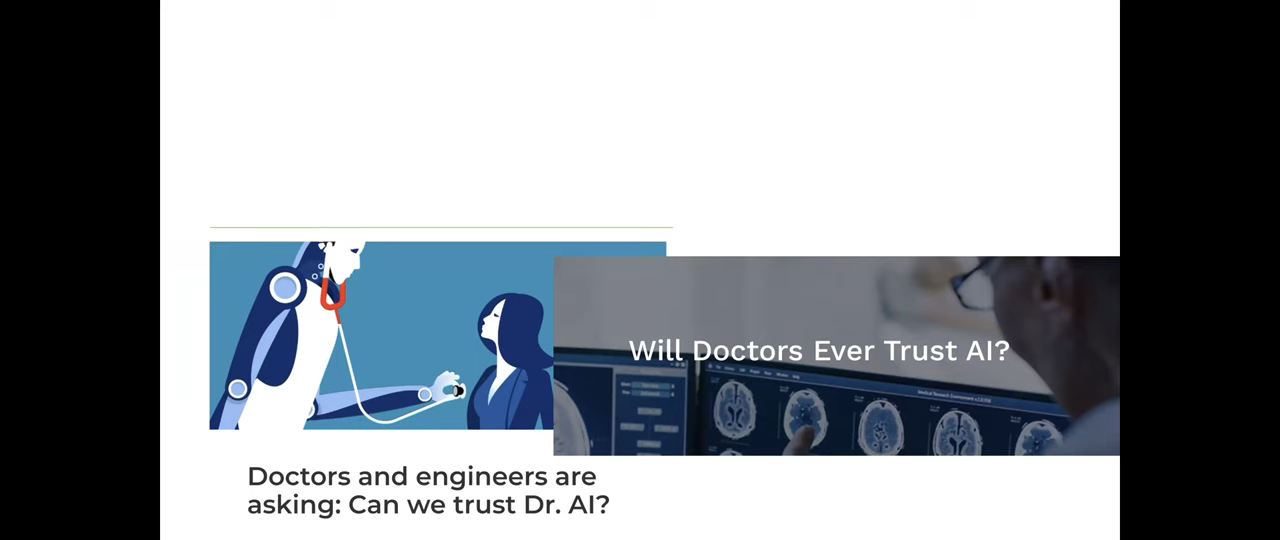 Will Doctors Ever Trust AI?
Doctors and engineers are
asking: Can we trust Dr. AI?